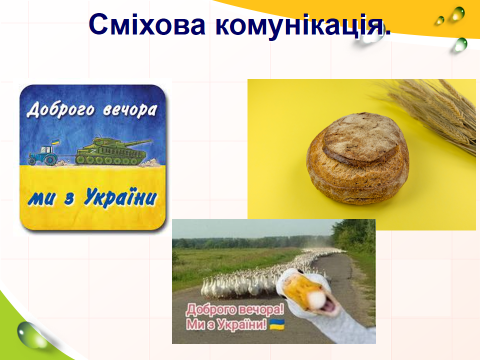 Сміхова комунікація.
Доброго вечора
ми з України
Доброго вечора!
Ми з України! 🇺🇦